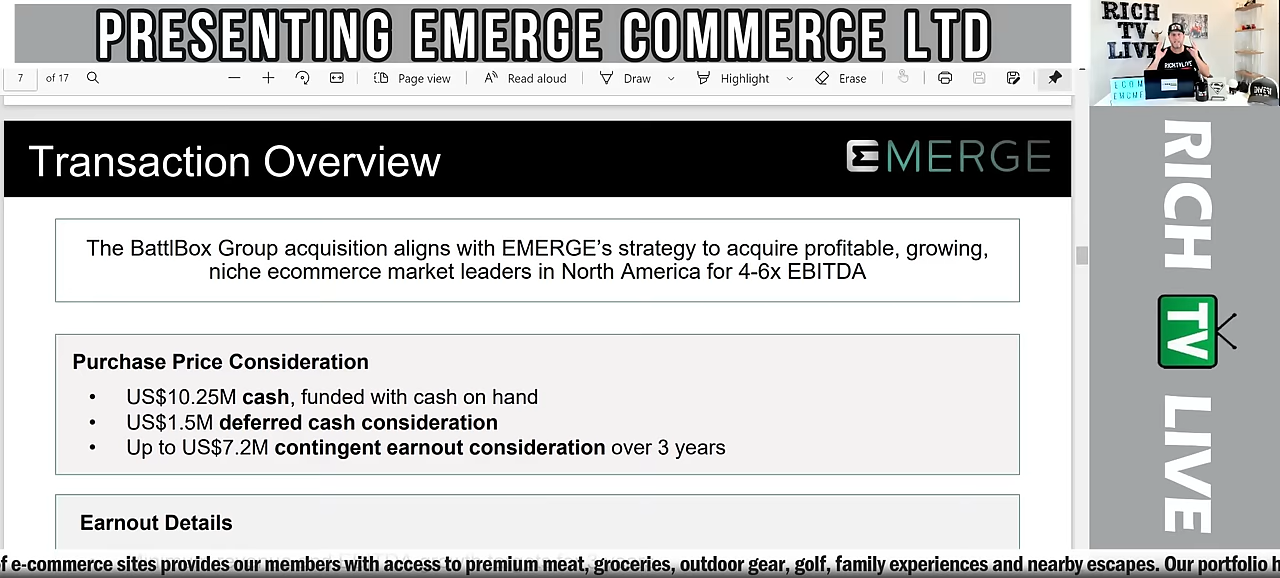 PRESENTING EMERGE COMMERCE LTD
7 of 17 Page view Read aloud Draw Highlight Erase
Transaction Overview
EMERGE
The BattlBox Group acquisition aligns with EMERGE’s strategy to acquire profitable, growing,
niche ecommerce market leaders in North America for 4-6x EBITDA
Purchase Price Consideration
• US$10.25M cash, funded with cash on hand
• US$1.5M deferred cash consideration
• Up to US$7.2M contingent earnout consideration over 3 years
Earnout Details
of e-commerce sites provides our members with access to premium meat, groceries, outdoor gear, golf, family experiences and nearby escapes. Our portfolio
RICH
TV
LIVE
RICH
TV
LIVE